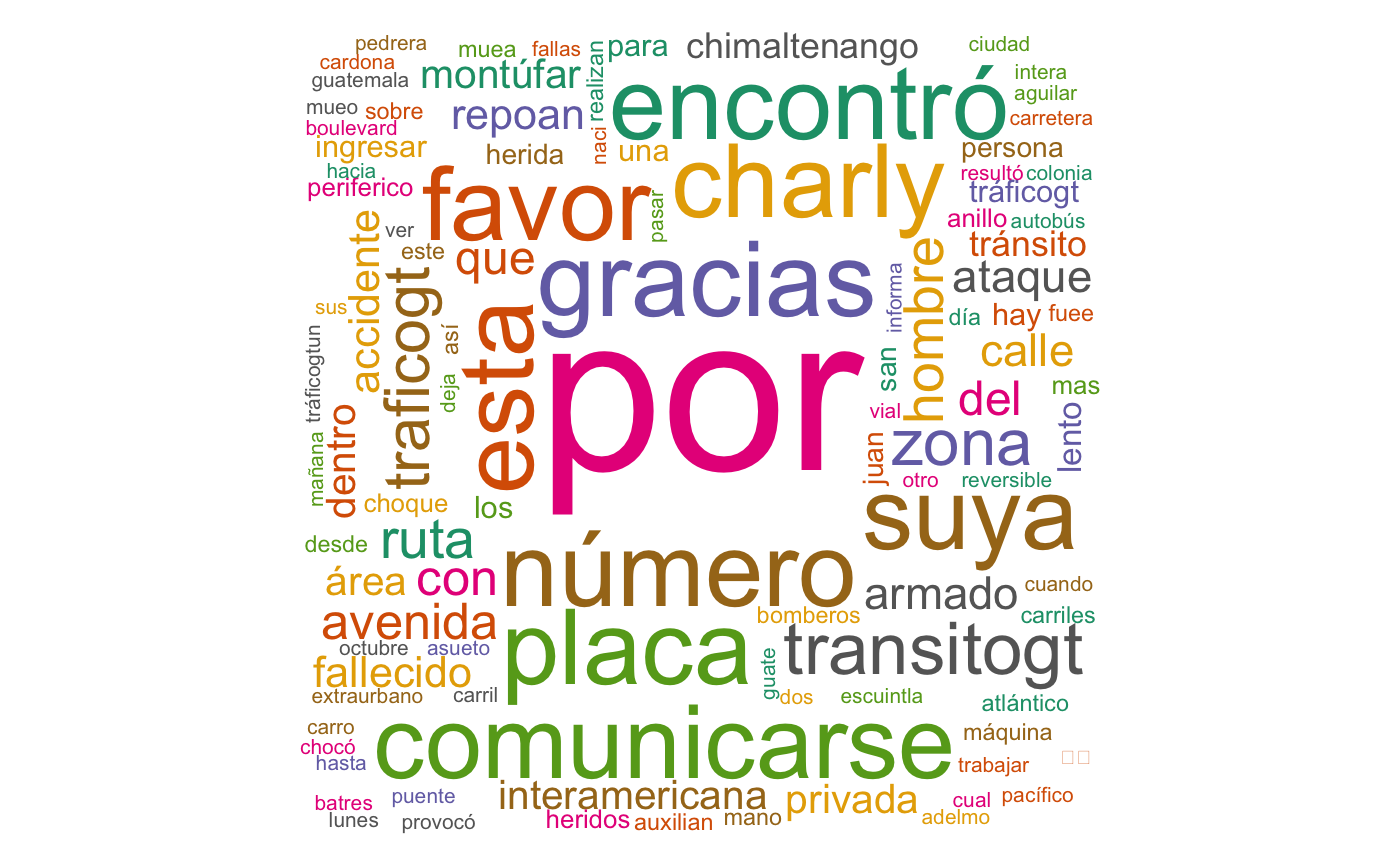 pedrera
muea
fallas
para
chimaltenango
ciudad
cardona
guatemala
montúfar
realizan
encontró
intera
aguilar
mueo
sobre
repoan
carretera
boulevard
ingresar
herida
naci
una
charly
persona
hacia
periferico
favor
pasar
resultó
colonia
tráficogt
anillo
autobús
ver
este
que
gracias
tránsito
accidente
traficogt
esta
informa
hombre
ataque
sus
así
por
día
hay
fuee
tráficogtun
deja
san
calle
mas
vial
del
dentro
mañana
juan
zona
lento
choque
los
otro
reversible
suya
desde
ruta
área
con
número
armado
cuando
avenida
bomberos
carriles
octubre
asueto
placa
transitogt
fallecido
guate
extraurbano
carril
dos
escuintla
atlántico
carro
chocó
hasta
comunicarse
máquina
trabajar
batres
puente
interamericana
privada
cual
pacífico
lunes
provocó
heridos
auxilian
mano
adelmo